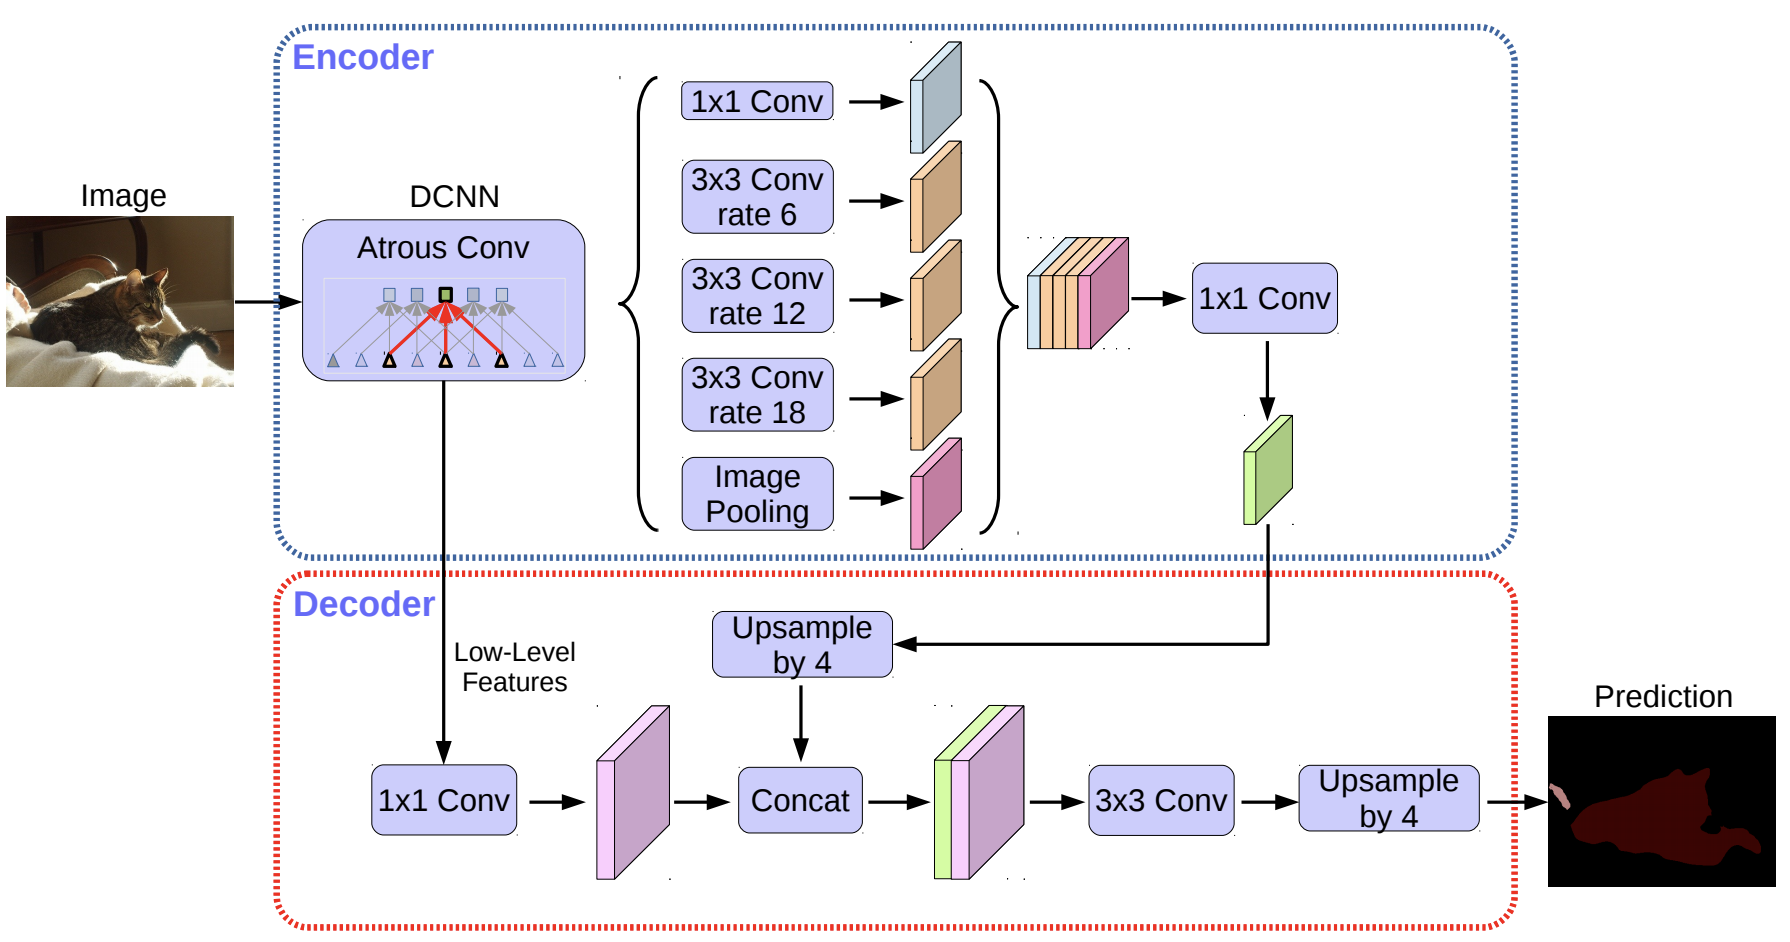 Encoder
1x1 Conv
3x3 Conv
rate 6
3x3 Conv
rate 12
3x3 Conv
rate 18
Image
Pooling
Image
DCNN
Atrous Conv
1x1 Conv
Decoder
Low-Level
Features
Upsample
by 4
1x1 Conv
Concat
3x3 Conv
Upsample
by 4
Prediction